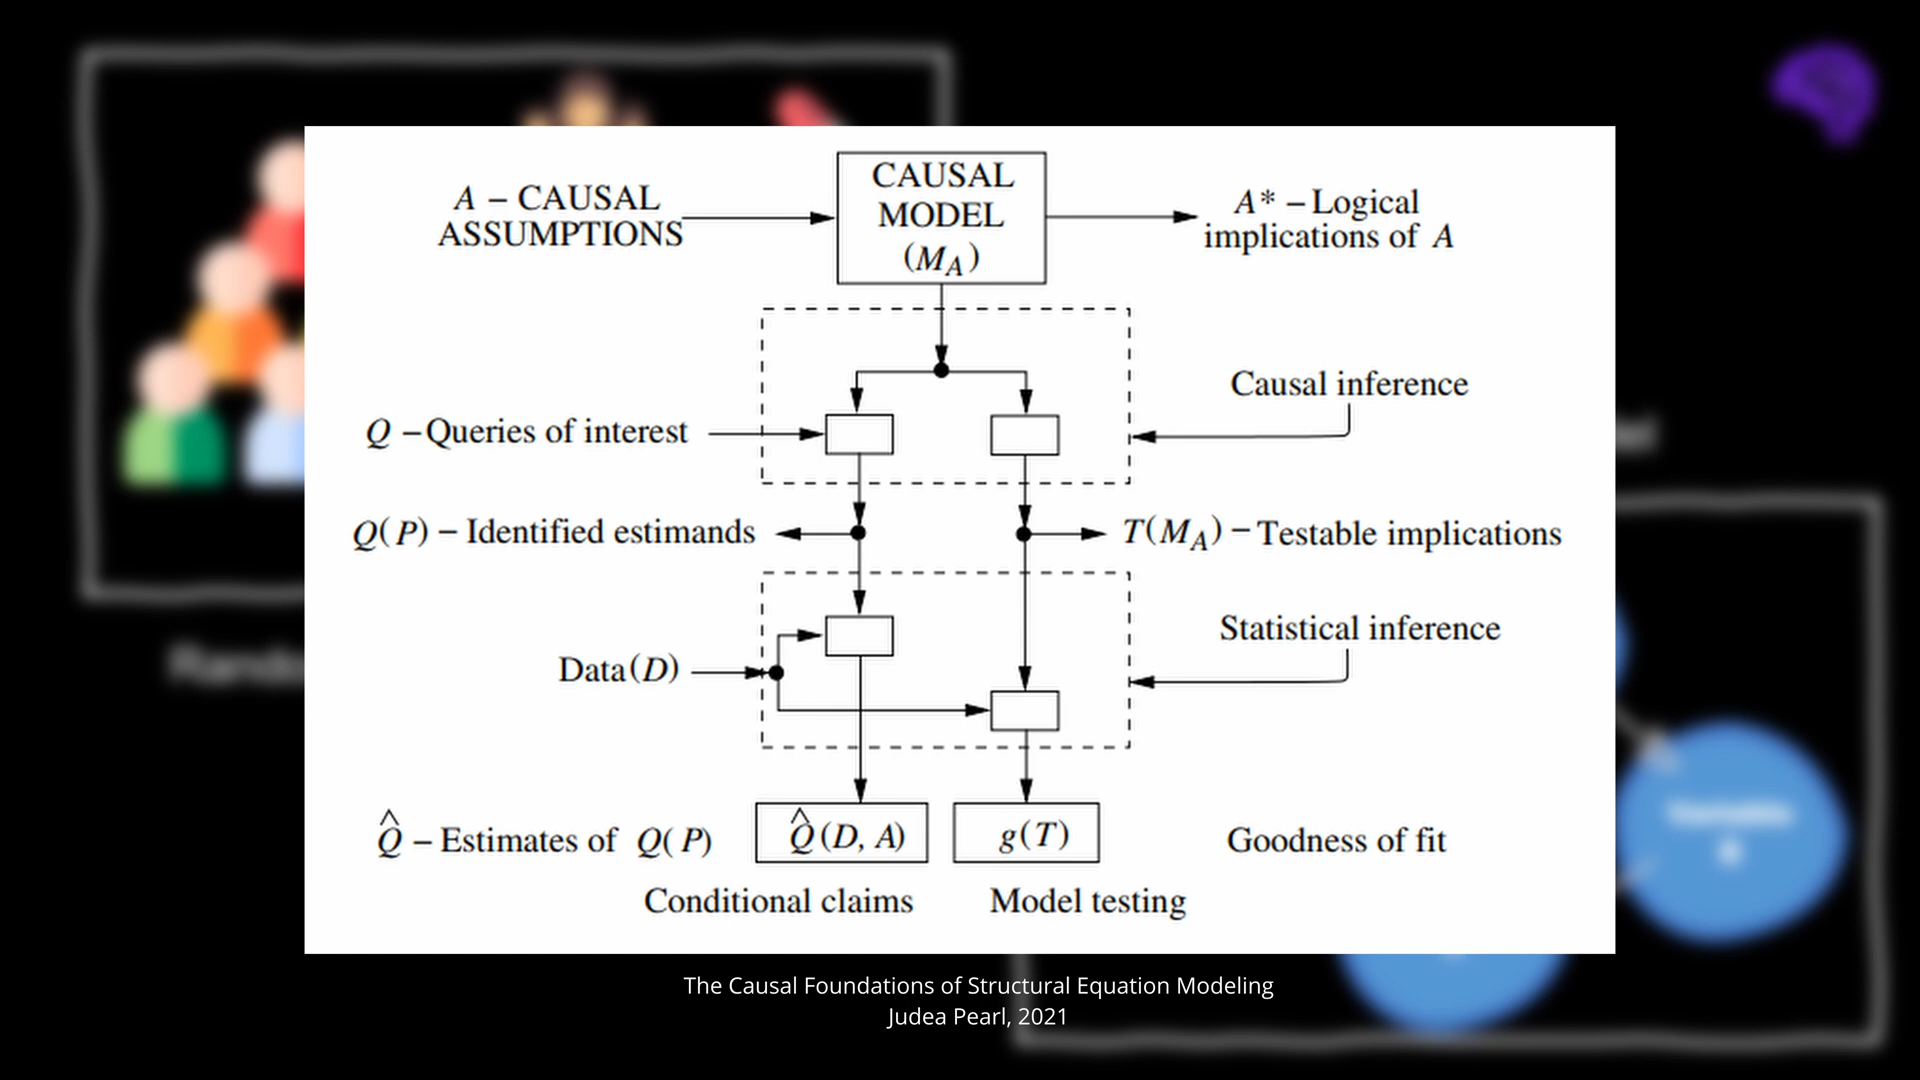 A – CAUSAL
ASSUMPTIONS
CAUSAL
MODEL
(M_A)
A* – Logical
implications of A
Causal inference
Q – Queries of interest
Q(P) – Identified estimands
T(M_A) – Testable implications
Statistical inference
Data (D)
Q̂ – Estimates of Q(P)
Q̂(D, A)
g(T)
Goodness of fit
Conditional claims
Model testing
The Causal Foundations of Structural Equation Modeling
Judea Pearl, 2021